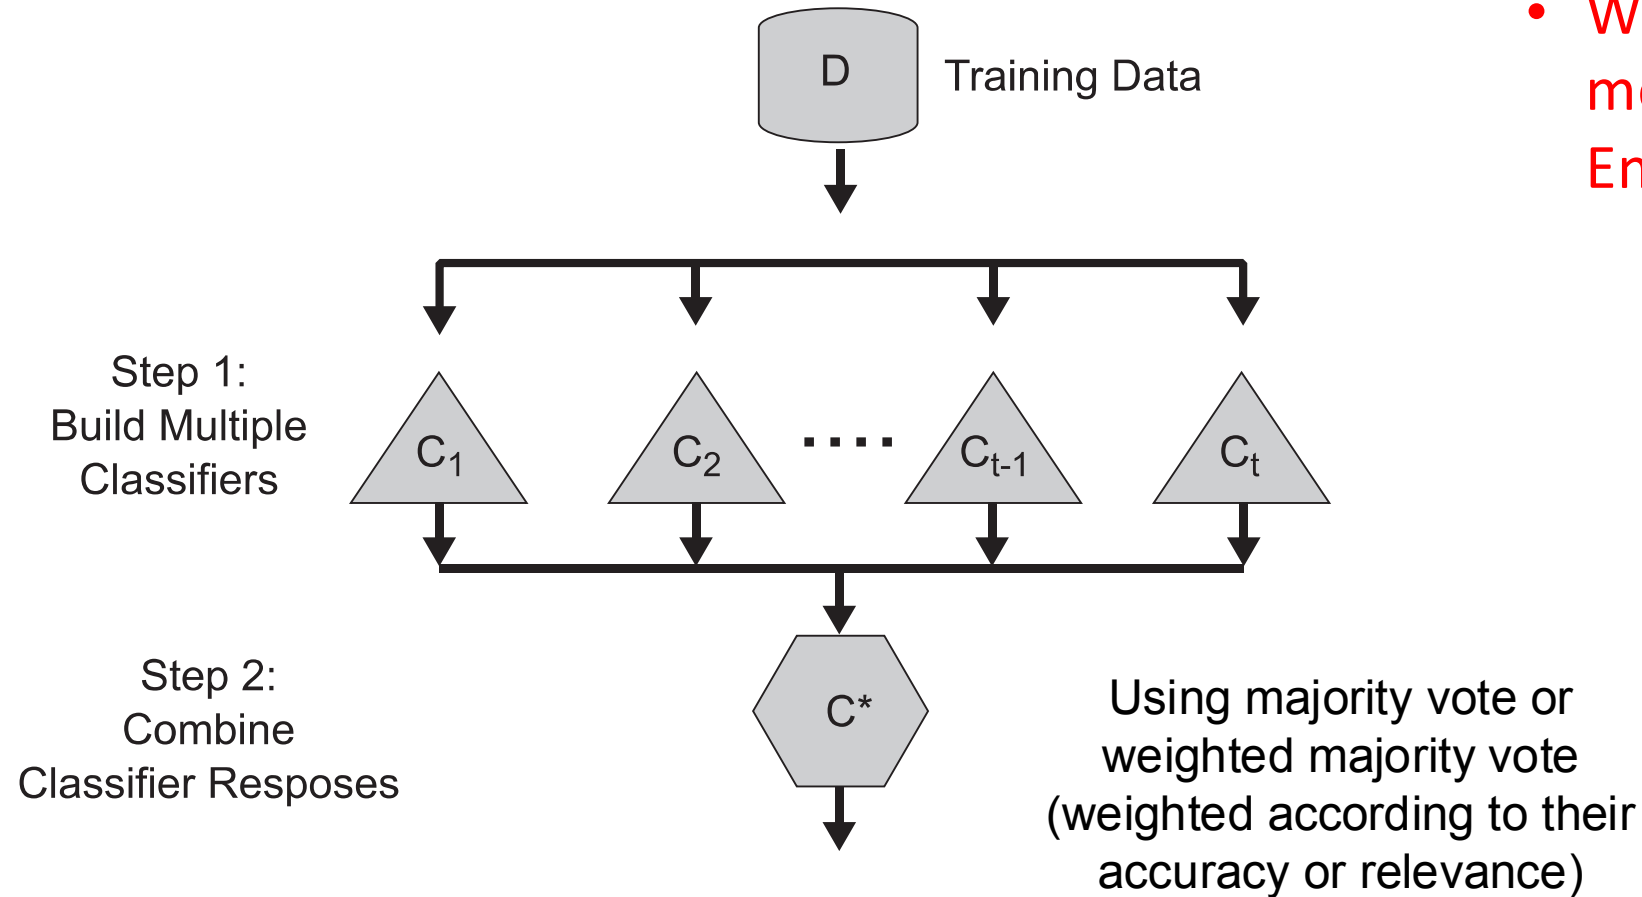 D
Training Data
Step 1:
Build Multiple
Classifiers
C1
C2
....
Ct-1
Ct
Step 2:
Combine
Classifier Resposes
C*
Using majority vote or
weighted majority vote
(weighted according to their
accuracy or relevance)